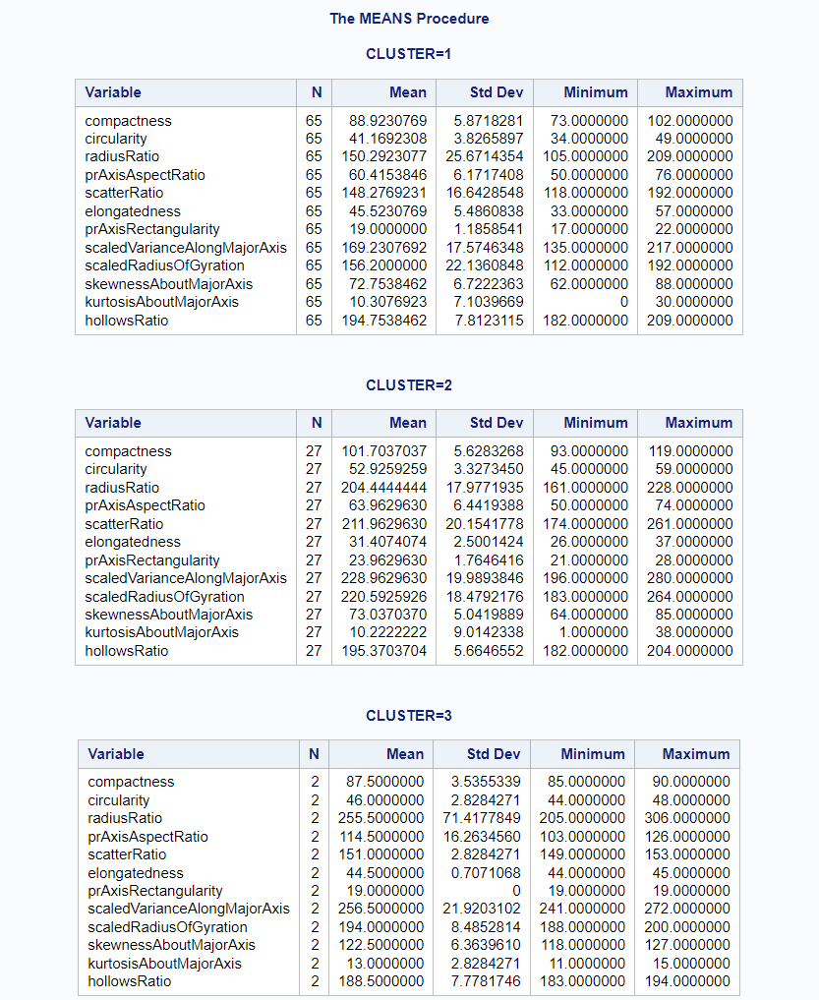 The MEANS Procedure
CLUSTER=1
Variable N Mean Std Dev Minimum Maximum
compactness 65 88.9230769 5.8718281 73.0000000 102.0000000
circularity 65 41.1692308 3.8265897 34.0000000 49.0000000
radiusRatio 65 150.2923077 25.6714354 105.0000000 209.0000000
prAxisAspectRatio 65 60.4153846 6.1717408 50.0000000 76.0000000
scatterRatio 65 148.2769231 16.6428548 118.0000000 192.0000000
elongatedness 65 45.5230769 5.4860838 33.0000000 57.0000000
prAxisRectangularity 65 19.0000000 1.1858541 17.0000000 22.0000000
scaledVarianceAlongMajorAxis 65 169.2307692 17.5746348 135.0000000 217.0000000
scaledRadiusOfGyration 65 156.2000000 22.1360848 112.0000000 192.0000000
skewnessAboutMajorAxis 65 72.7538462 6.7222363 62.0000000 88.0000000
kurtosisAboutMajorAxis 65 10.3076923 7.1039669 0 30.0000000
hollowsRatio 65 194.7538462 7.8123115 182.0000000 209.0000000
CLUSTER=2
Variable N Mean Std Dev Minimum Maximum
compactness 27 101.7037037 5.6283268 93.0000000 119.0000000
circularity 27 52.9259259 3.3273450 45.0000000 59.0000000
radiusRatio 27 204.4444444 17.9771935 161.0000000 228.0000000
prAxisAspectRatio 27 63.9629630 6.4419388 50.0000000 74.0000000
scatterRatio 27 211.9629630 20.1541778 174.0000000 261.0000000
elongatedness 27 31.4074074 2.5001424 26.0000000 37.0000000
prAxisRectangularity 27 23.9629630 1.7646416 21.0000000 28.0000000
scaledVarianceAlongMajorAxis 27 228.9629630 19.9893846 196.0000000 280.0000000
scaledRadiusOfGyration 27 220.5925926 18.4792176 183.0000000 264.0000000
skewnessAboutMajorAxis 27 73.0370370 5.0419889 64.0000000 85.0000000
kurtosisAboutMajorAxis 27 10.2222222 9.0142338 1.0000000 38.0000000
hollowsRatio 27 195.3703704 5.6646552 182.0000000 204.0000000
CLUSTER=3
Variable N Mean Std Dev Minimum Maximum
compactness 2 87.5000000 3.5355339 85.0000000 90.0000000
circularity 2 46.0000000 2.8284271 44.0000000 48.0000000
radiusRatio 2 255.5000000 71.4177849 205.0000000 306.0000000
prAxisAspectRatio 2 114.5000000 16.2634560 103.0000000 126.0000000
scatterRatio 2 151.0000000 2.8284271 149.0000000 153.0000000
elongatedness 2 44.5000000 0.7071068 44.0000000 45.0000000
prAxisRectangularity 2 19.0000000 0 19.0000000 19.0000000
scaledVarianceAlongMajorAxis 2 256.5000000 21.9203102 241.0000000 272.0000000
scaledRadiusOfGyration 2 194.0000000 8.4852814 188.0000000 200.0000000
skewnessAboutMajorAxis 2 122.5000000 6.3639610 118.0000000 127.0000000
kurtosisAboutMajorAxis 2 13.0000000 2.8284271 11.0000000 15.0000000
hollowsRatio 2 188.5000000 7.7781746 183.0000000 194.0000000